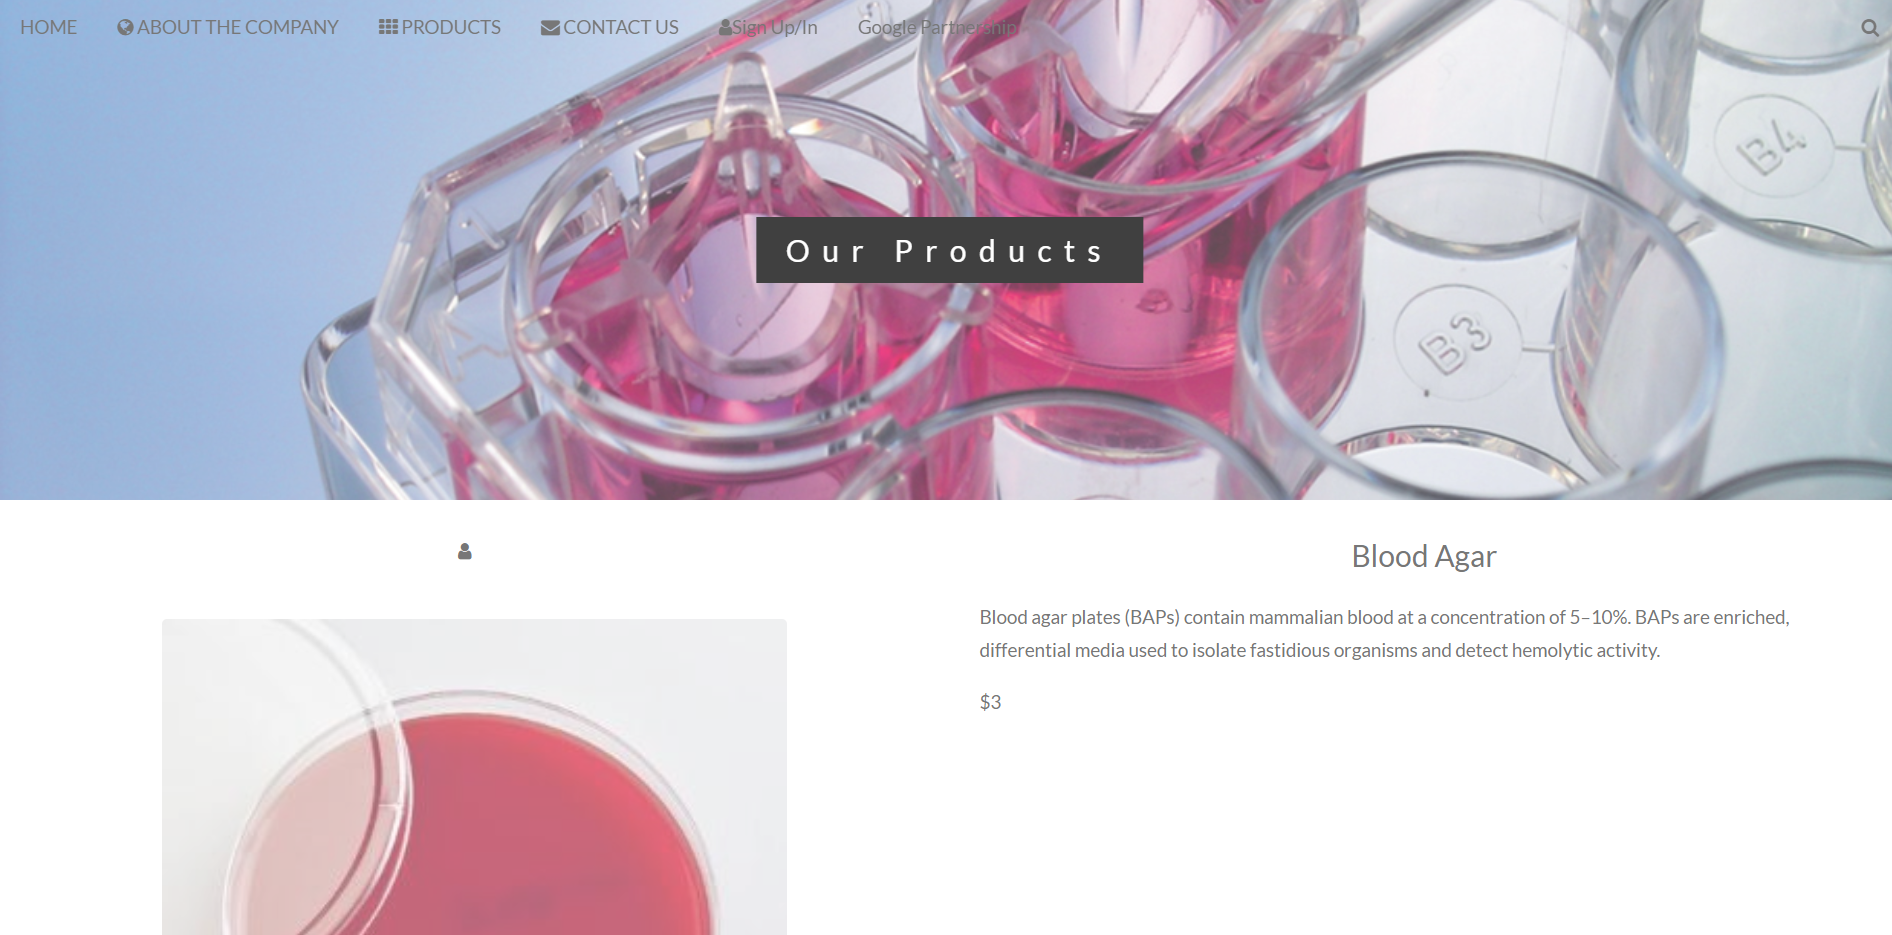 HOME ABOUT THE COMPANY PRODUCTS CONTACT US Sign Up/In Google Partnership
B4
Our Products
B3
Blood Agar
Blood agar plates (BAPs) contain mammalian blood at a concentration of 5–10%. BAPs are enriched,
differential media used to isolate fastidious organisms and detect hemolytic activity.
$3